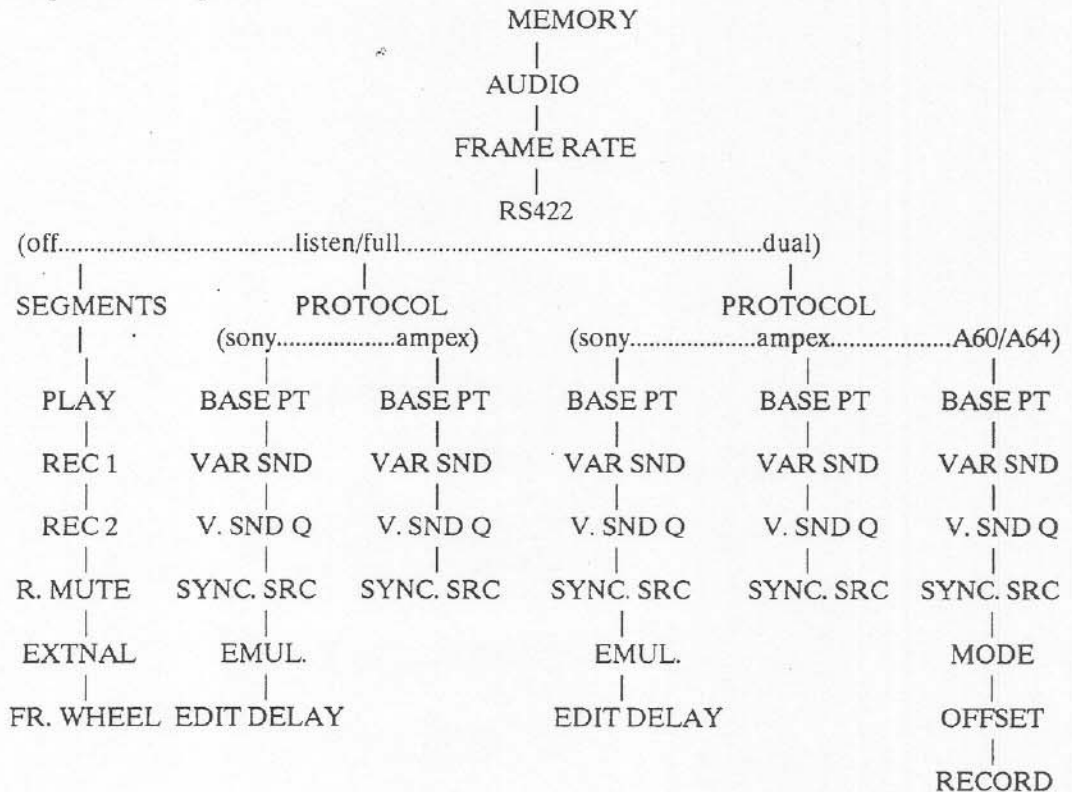 MEMORY
AUDIO
FRAME RATE
RS422
(off.............................listen/full.............................................dual)
SEGMENTS PROTOCOL PROTOCOL
(sony..................ampex) (sony...............ampex...............A60/A64)
PLAY BASE PT BASE PT BASE PT BASE PT BASE PT
REC 1 VAR SND VAR SND VAR SND VAR SND VAR SND
REC 2 V. SND Q V. SND Q V. SND Q V. SND Q V. SND Q
R. MUTE SYNC. SRC SYNC. SRC SYNC. SRC SYNC. SRC SYNC. SRC
EXTNAL EMUL. EMUL. MODE
FR. WHEEL EDIT DELAY EDIT DELAY OFFSET
RECORD